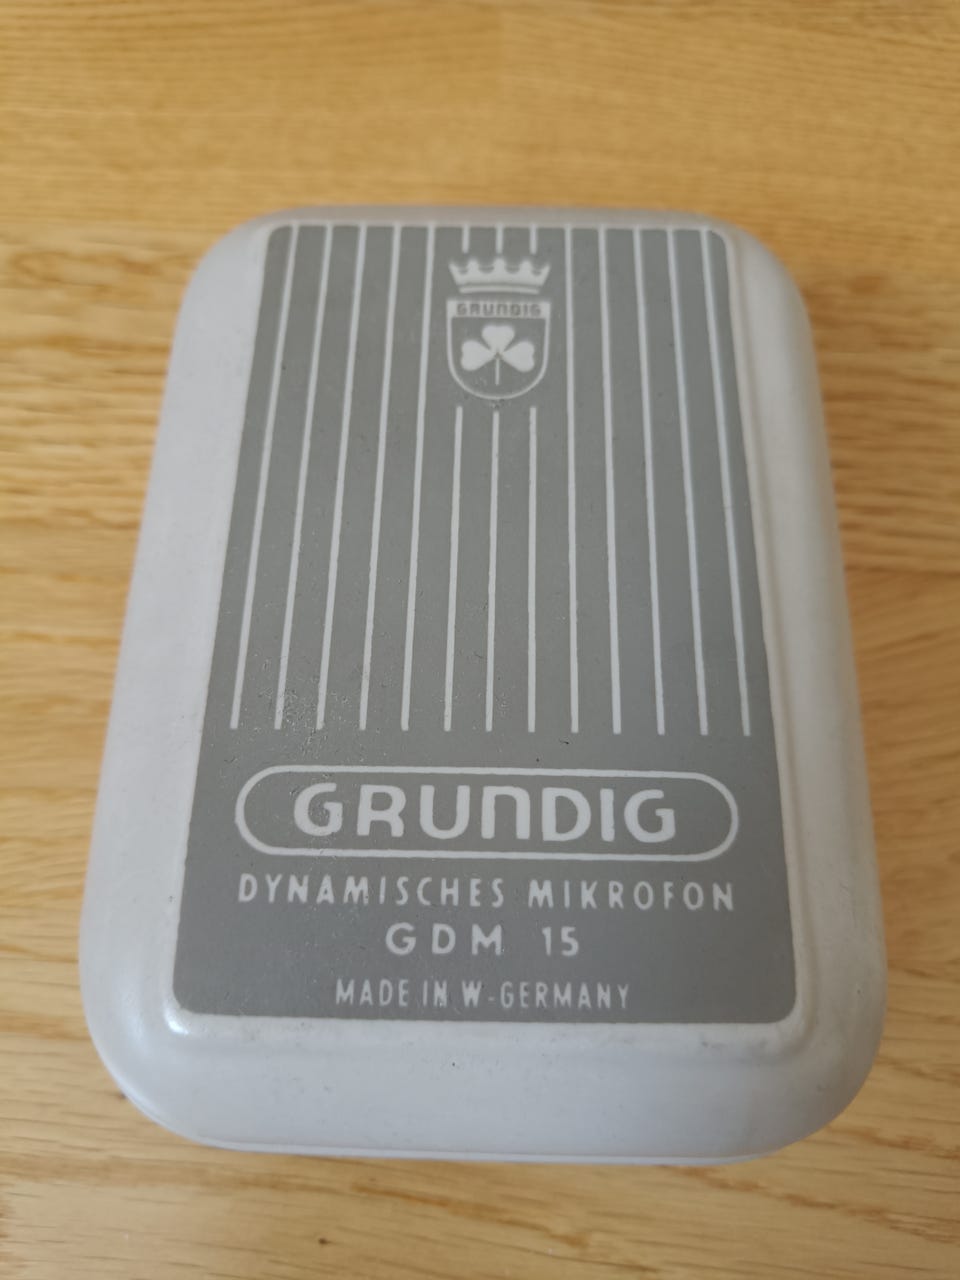 GRUNDIG
GRUNDIG
DYNAMISCHES MIKROFON
GDM 15
MADE IN W-GERMANY